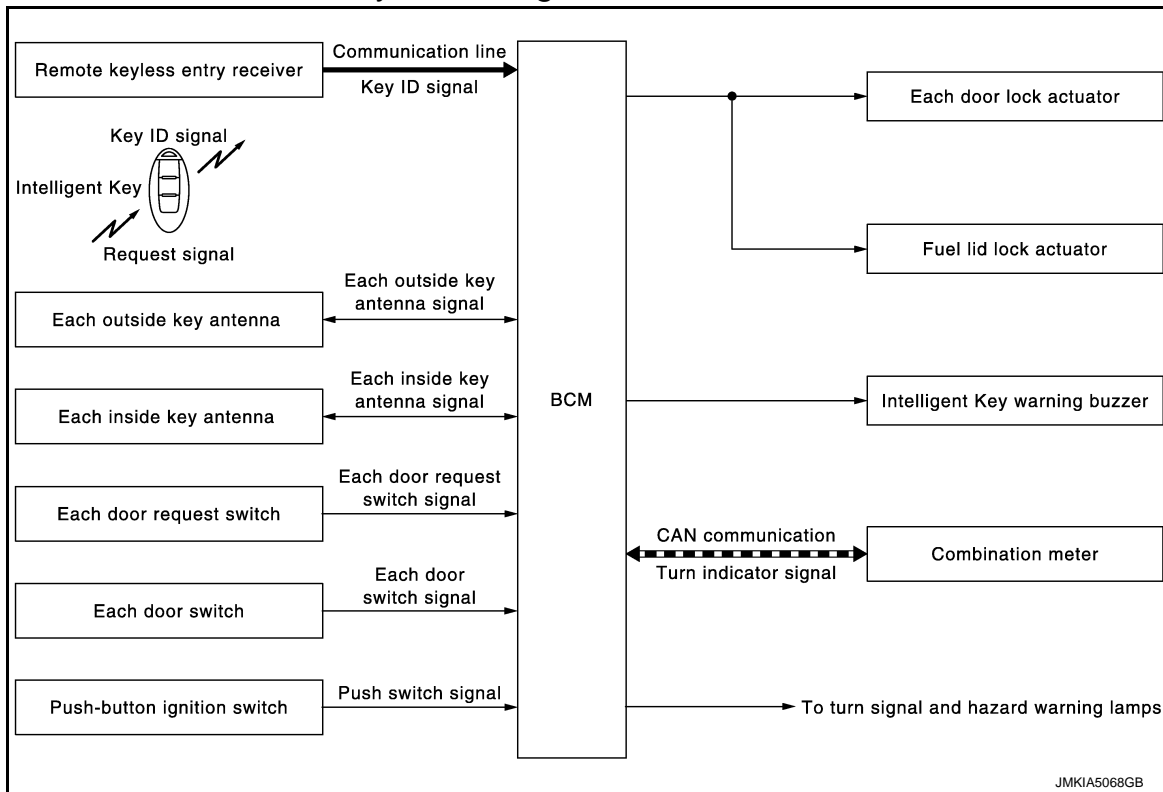 Remote keyless entry receiver
Communication line
Key ID signal
Key ID signal
Intelligent Key
Request signal
Each outside key
antenna signal
Each outside key antenna
Each inside key
antenna signal
Each inside key antenna
Each door request
switch signal
Each door request switch
Each door
switch signal
Each door switch
Push switch signal
Push-button ignition switch
BCM
Each door lock actuator
Fuel lid lock actuator
Intelligent Key warning buzzer
CAN communication
Turn indicator signal
Combination meter
To turn signal and hazard warning lamps
JMKIA5068GB